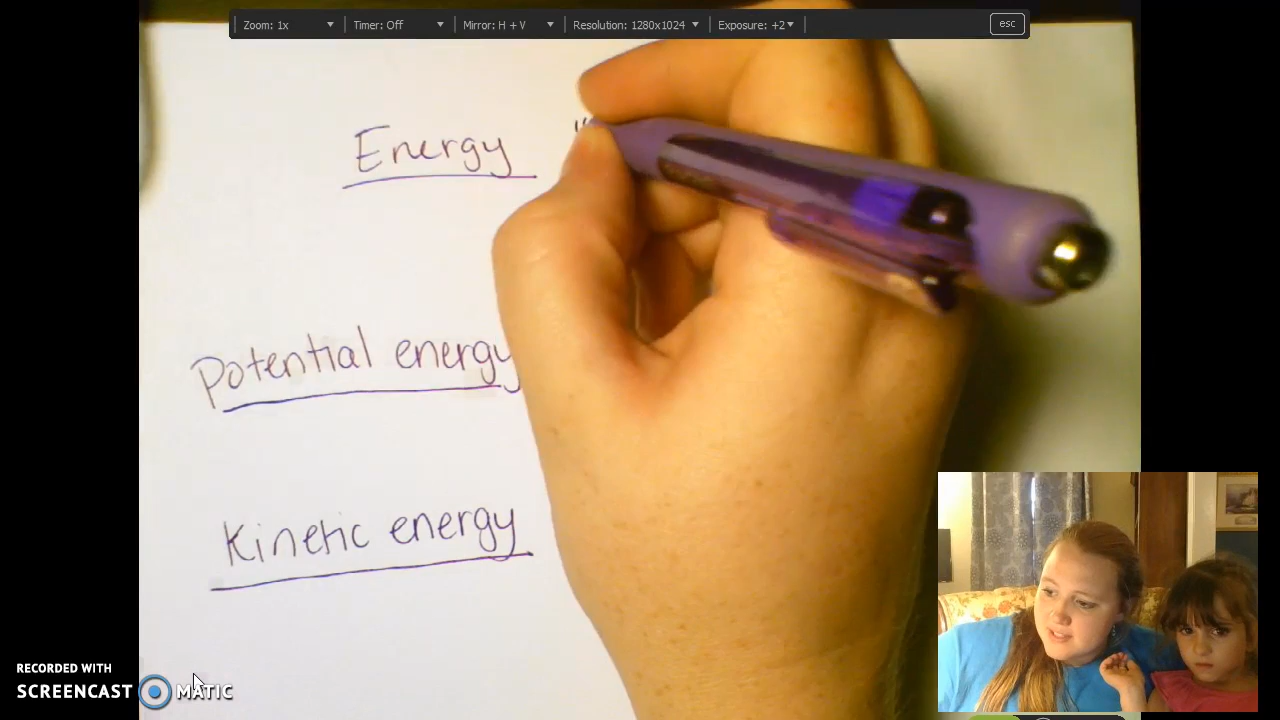 Zoom: 1x Timer: Off Mirror: H + V Resolution: 1280x1024 Exposure: +2 esc
Energy
Potential energy
Kinetic energy
RECORDED WITH
SCREENCAST MATIC